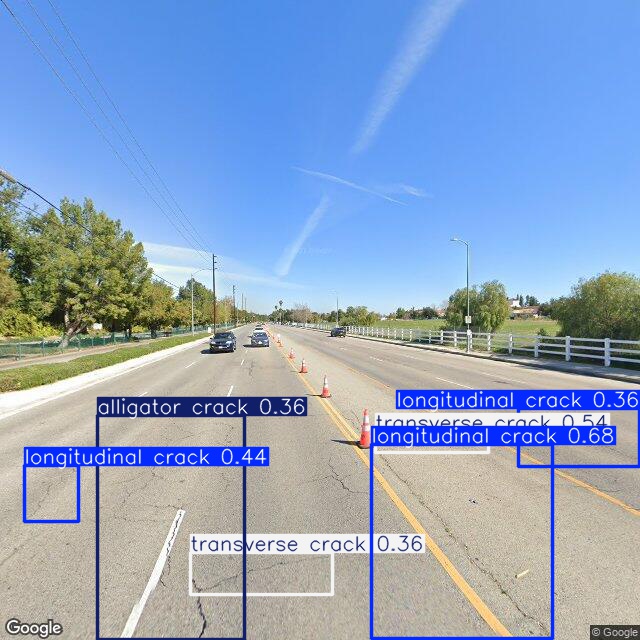 longitudinal crack 0.36
alligator crack 0.36
transverse crack 0.54
longitudinal crack 0.68
longitudinal crack 0.44
transverse crack 0.36
Google
© Google